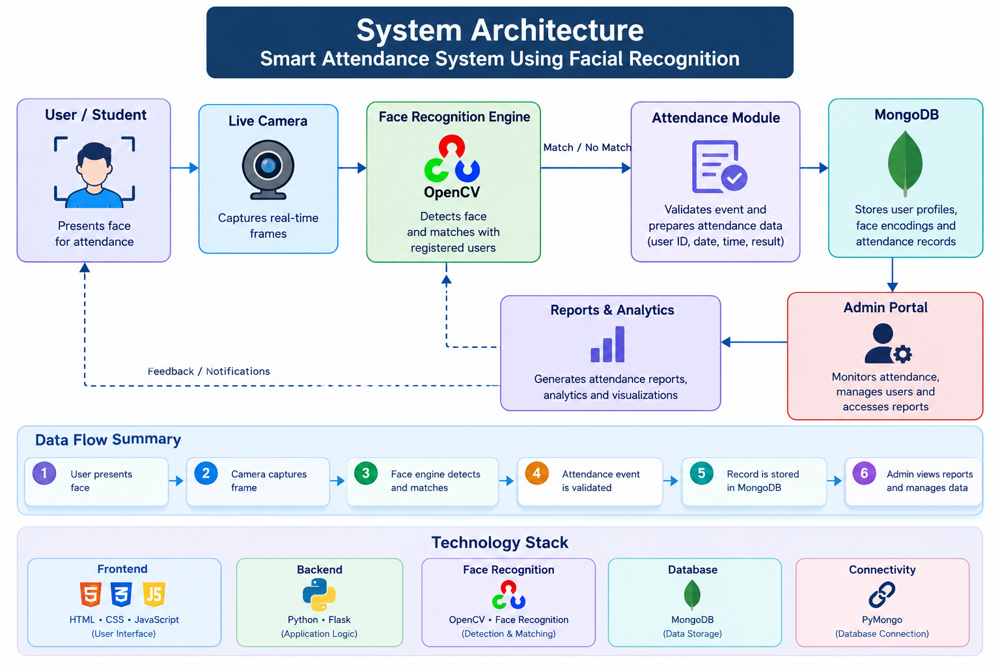 System Architecture
Smart Attendance System Using Facial Recognition
User / Student
Presents face
for attendance
Live Camera
Captures real-time
frames
Face Recognition Engine
OpenCV
Detects face
and matches with
registered users
Match / No Match
Attendance Module
Validates event and
prepares attendance data
(user ID, date, time, result)
MongoDB
Stores user profiles,
face encodings and
attendance records
Reports & Analytics
Generates attendance reports,
analytics and visualizations
Admin Portal
Monitors attendance,
manages users and
accesses reports
Feedback / Notifications
Data Flow Summary
1
User presents
face
2
Camera captures
frame
3
Face engine detects
and matches
4
Attendance event
is validated
5
Record is stored
in MongoDB
6
Admin views reports
and manages data
Technology Stack
Frontend
5
3
JS
HTML • CSS • JavaScript
(User Interface)
Backend
Python • Flask
(Application Logic)
Face Recognition
OpenCV • Face Recognition
(Detection & Matching)
Database
MongoDB
(Data Storage)
Connectivity
PyMongo
(Database Connection)